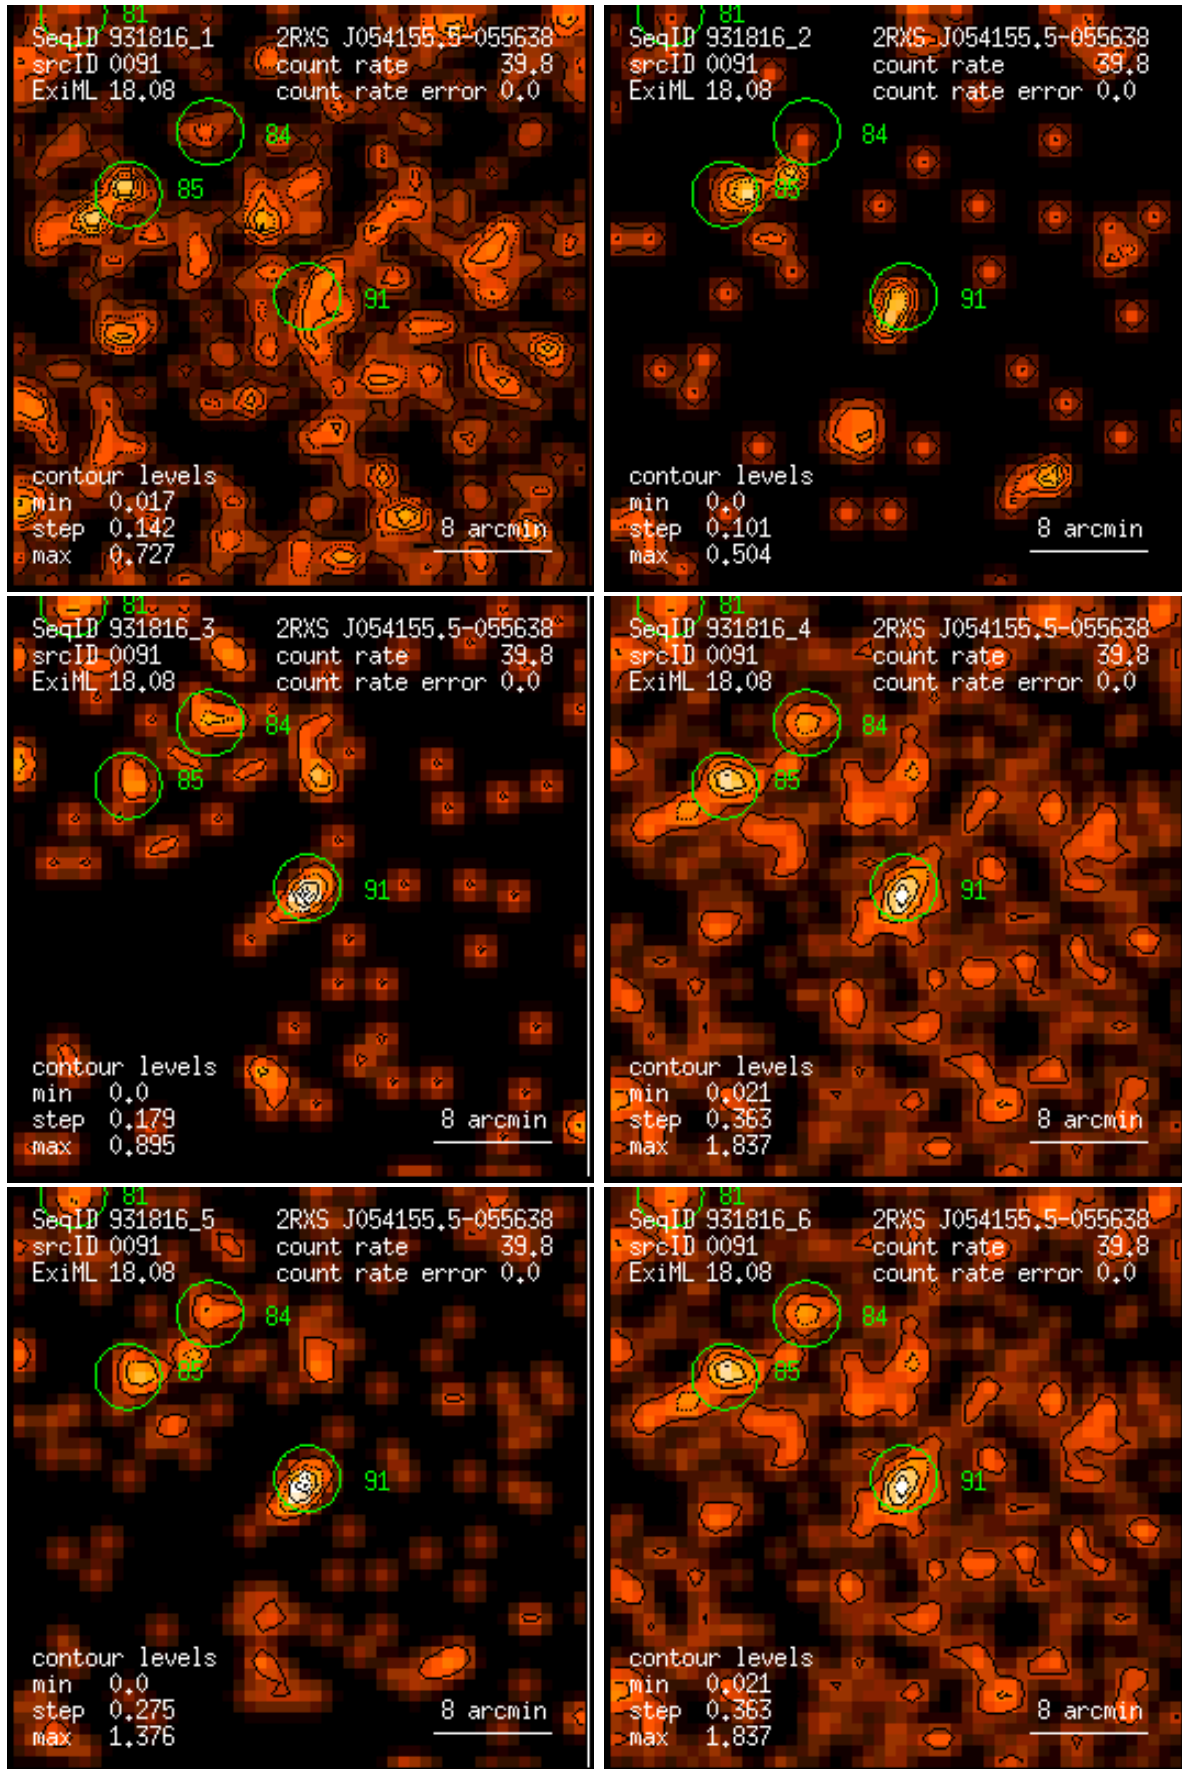 81
SeqID 931816_1 2RXS J054155.5-055638
srcID 0091 count rate 39.8
ExiML 18.08 count rate error 0.0
84
85
91
contour levels
min 0.017
step 0.142 8 arcmin
max 0.727
81
SeqID 931816_2 2RXS J054155.5-055638
srcID 0091 count rate 39.8
ExiML 18.08 count rate error 0.0
84
85
91
contour levels
min 0.0
step 0.101 8 arcmin
max 0.504
81
SeqID 931816_3 2RXS J054155.5-055638
srcID 0091 count rate 39.8
ExiML 18.08 count rate error 0.0
84
85
91
contour levels
min 0.0
step 0.179 8 arcmin
max 0.895
81
SeqID 931816_4 2RXS J054155.5-055638
srcID 0091 count rate 39.8
ExiML 18.08 count rate error 0.0
84
85
91
contour levels
min 0.021
step 0.363 8 arcmin
max 1.837
81
SeqID 931816_5 2RXS J054155.5-055638
srcID 0091 count rate 39.8
ExiML 18.08 count rate error 0.0
84
85
91
contour levels
min 0.0
step 0.275 8 arcmin
max 1.376
81
SeqID 931816_6 2RXS J054155.5-055638
srcID 0091 count rate 39.8
ExiML 18.08 count rate error 0.0
84
85
91
contour levels
min 0.021
step 0.363 8 arcmin
max 1.837